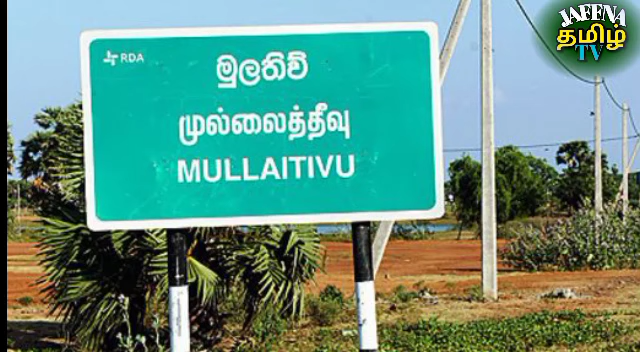 JAFFNA
தமிழ்
TV
RDA
මුලතිව්
முல்லைத்தீவு
MULLAITIVU